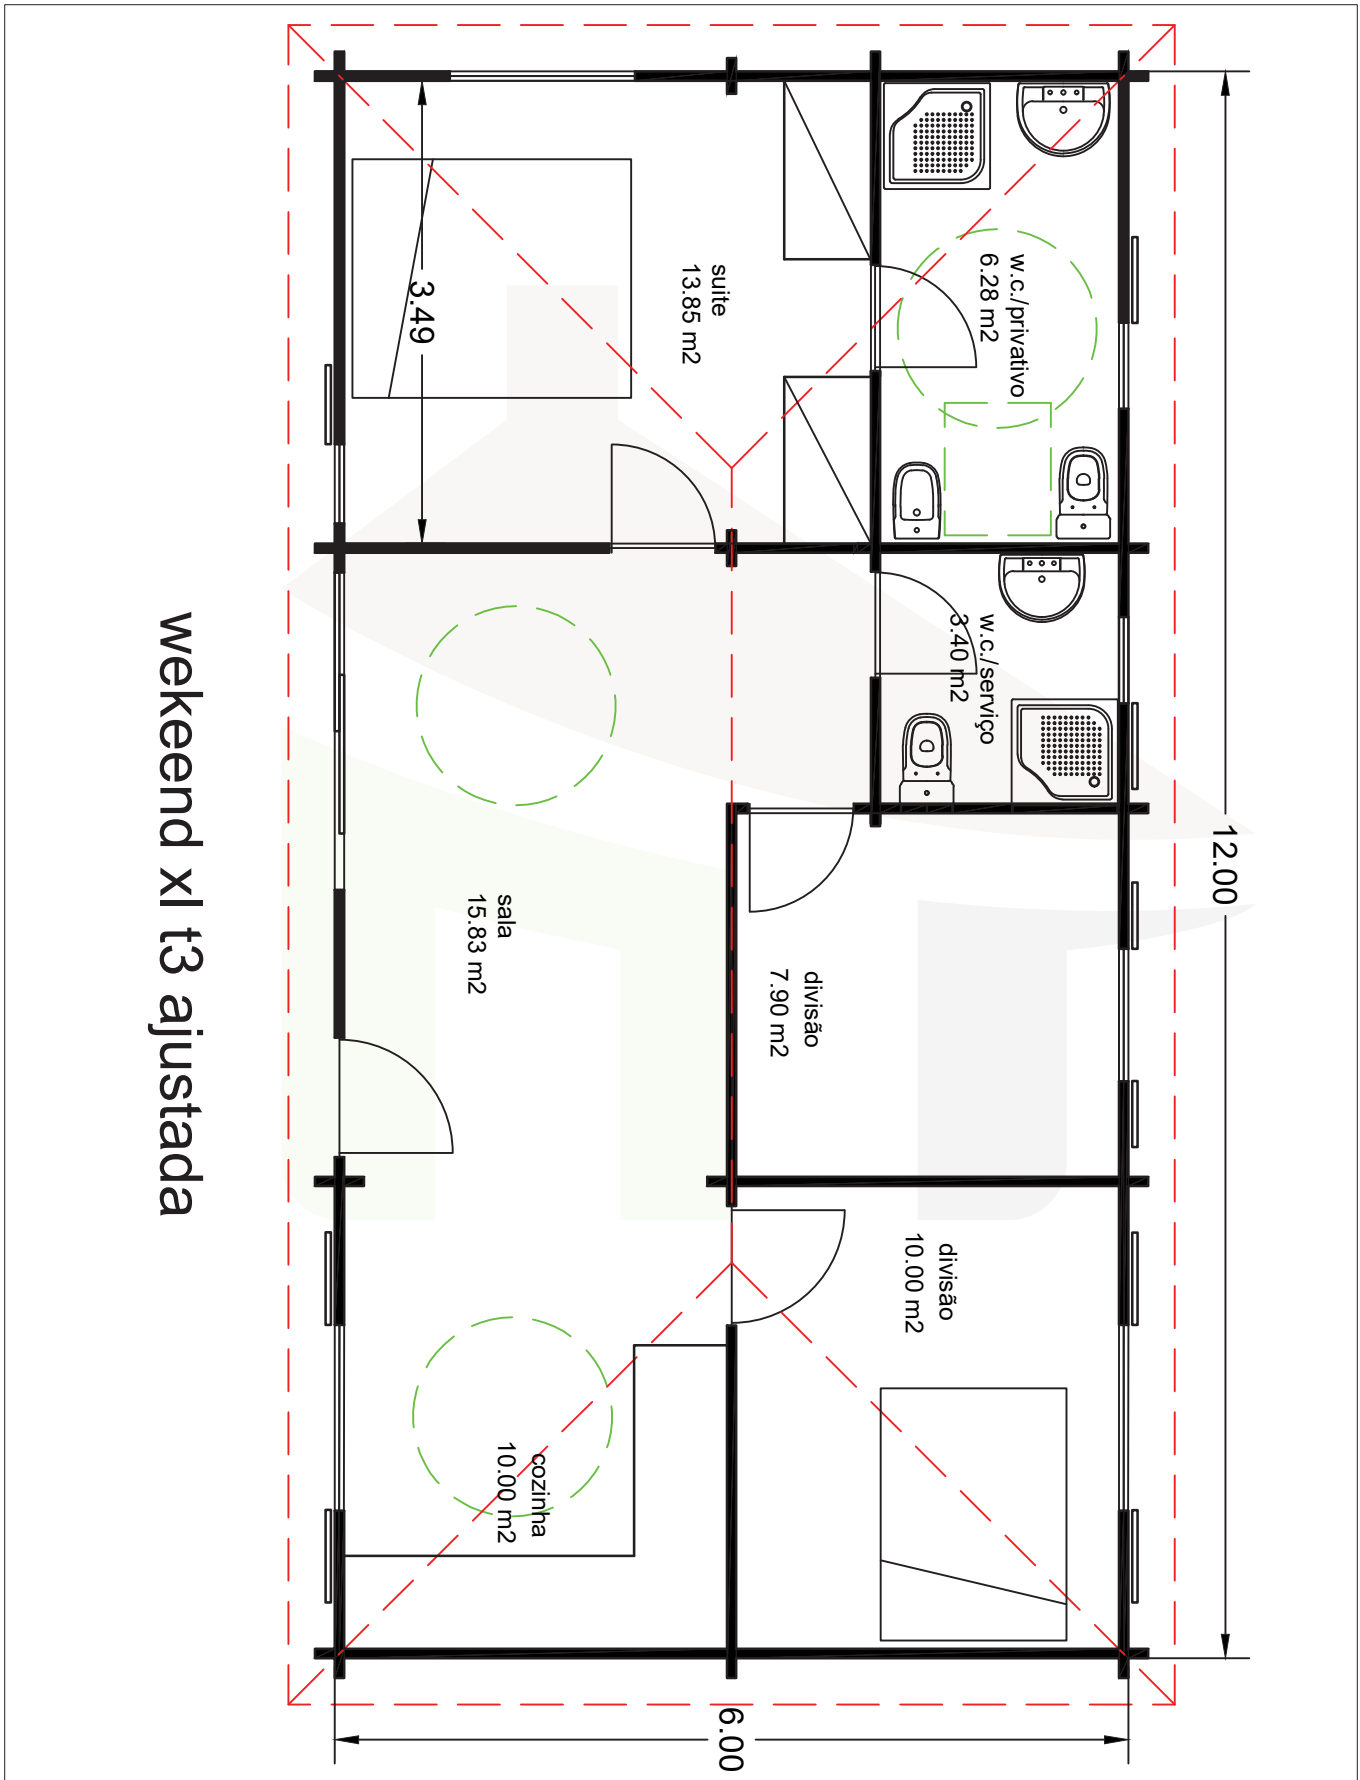 12.00
w.c./privativo
6.28 m2
w.c./serviço
3.40 m2
suite
13.85 m2
divisão
7.90 m2
divisão
10.00 m2
3.49
sala
15.83 m2
cozinha
10.00 m2
6.00
wekeend xl t3 ajustada